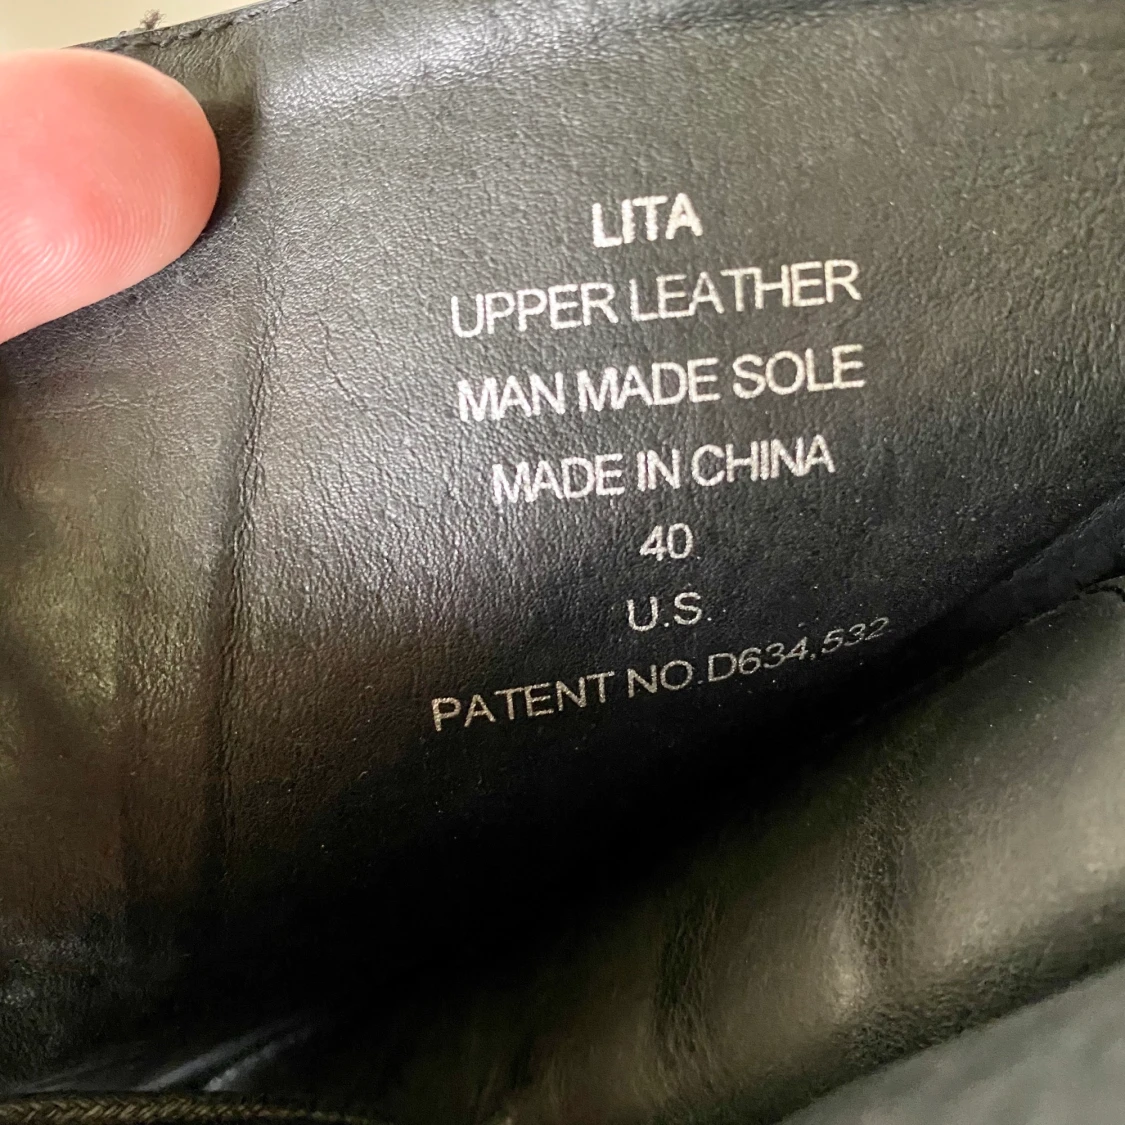 LITA
UPPER LEATHER
MAN MADE SOLE
MADE IN CHINA
40
U.S.
PATENT NO.D634,532